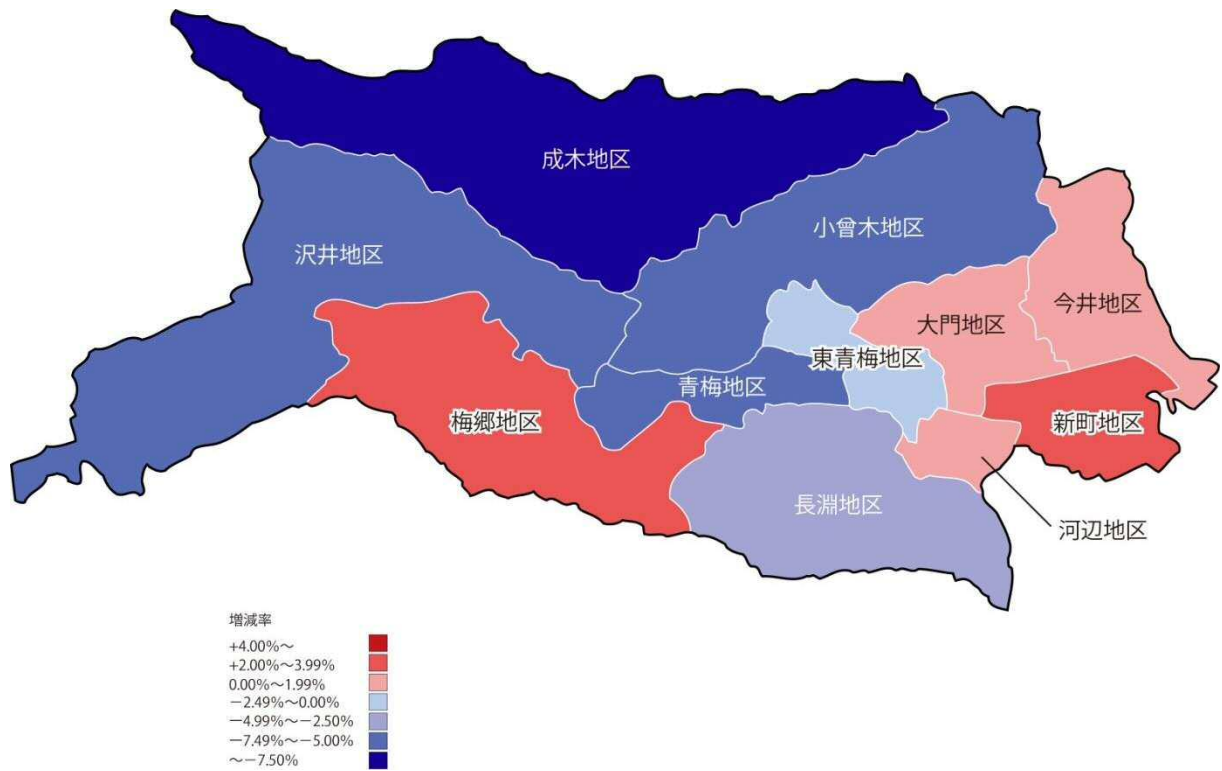 成木地区
小曾木地区
沢井地区
今井地区
大門地区
東青梅地区
青梅地区
梅郷地区
新町地区
長淵地区
河辺地区
増減率
+4.00%～
+2.00%～3.99%
0.00%～1.99%
－2.49%～0.00%
ー4.99%～－2.50%
ー7.49%～－5.00%
～－7.50%